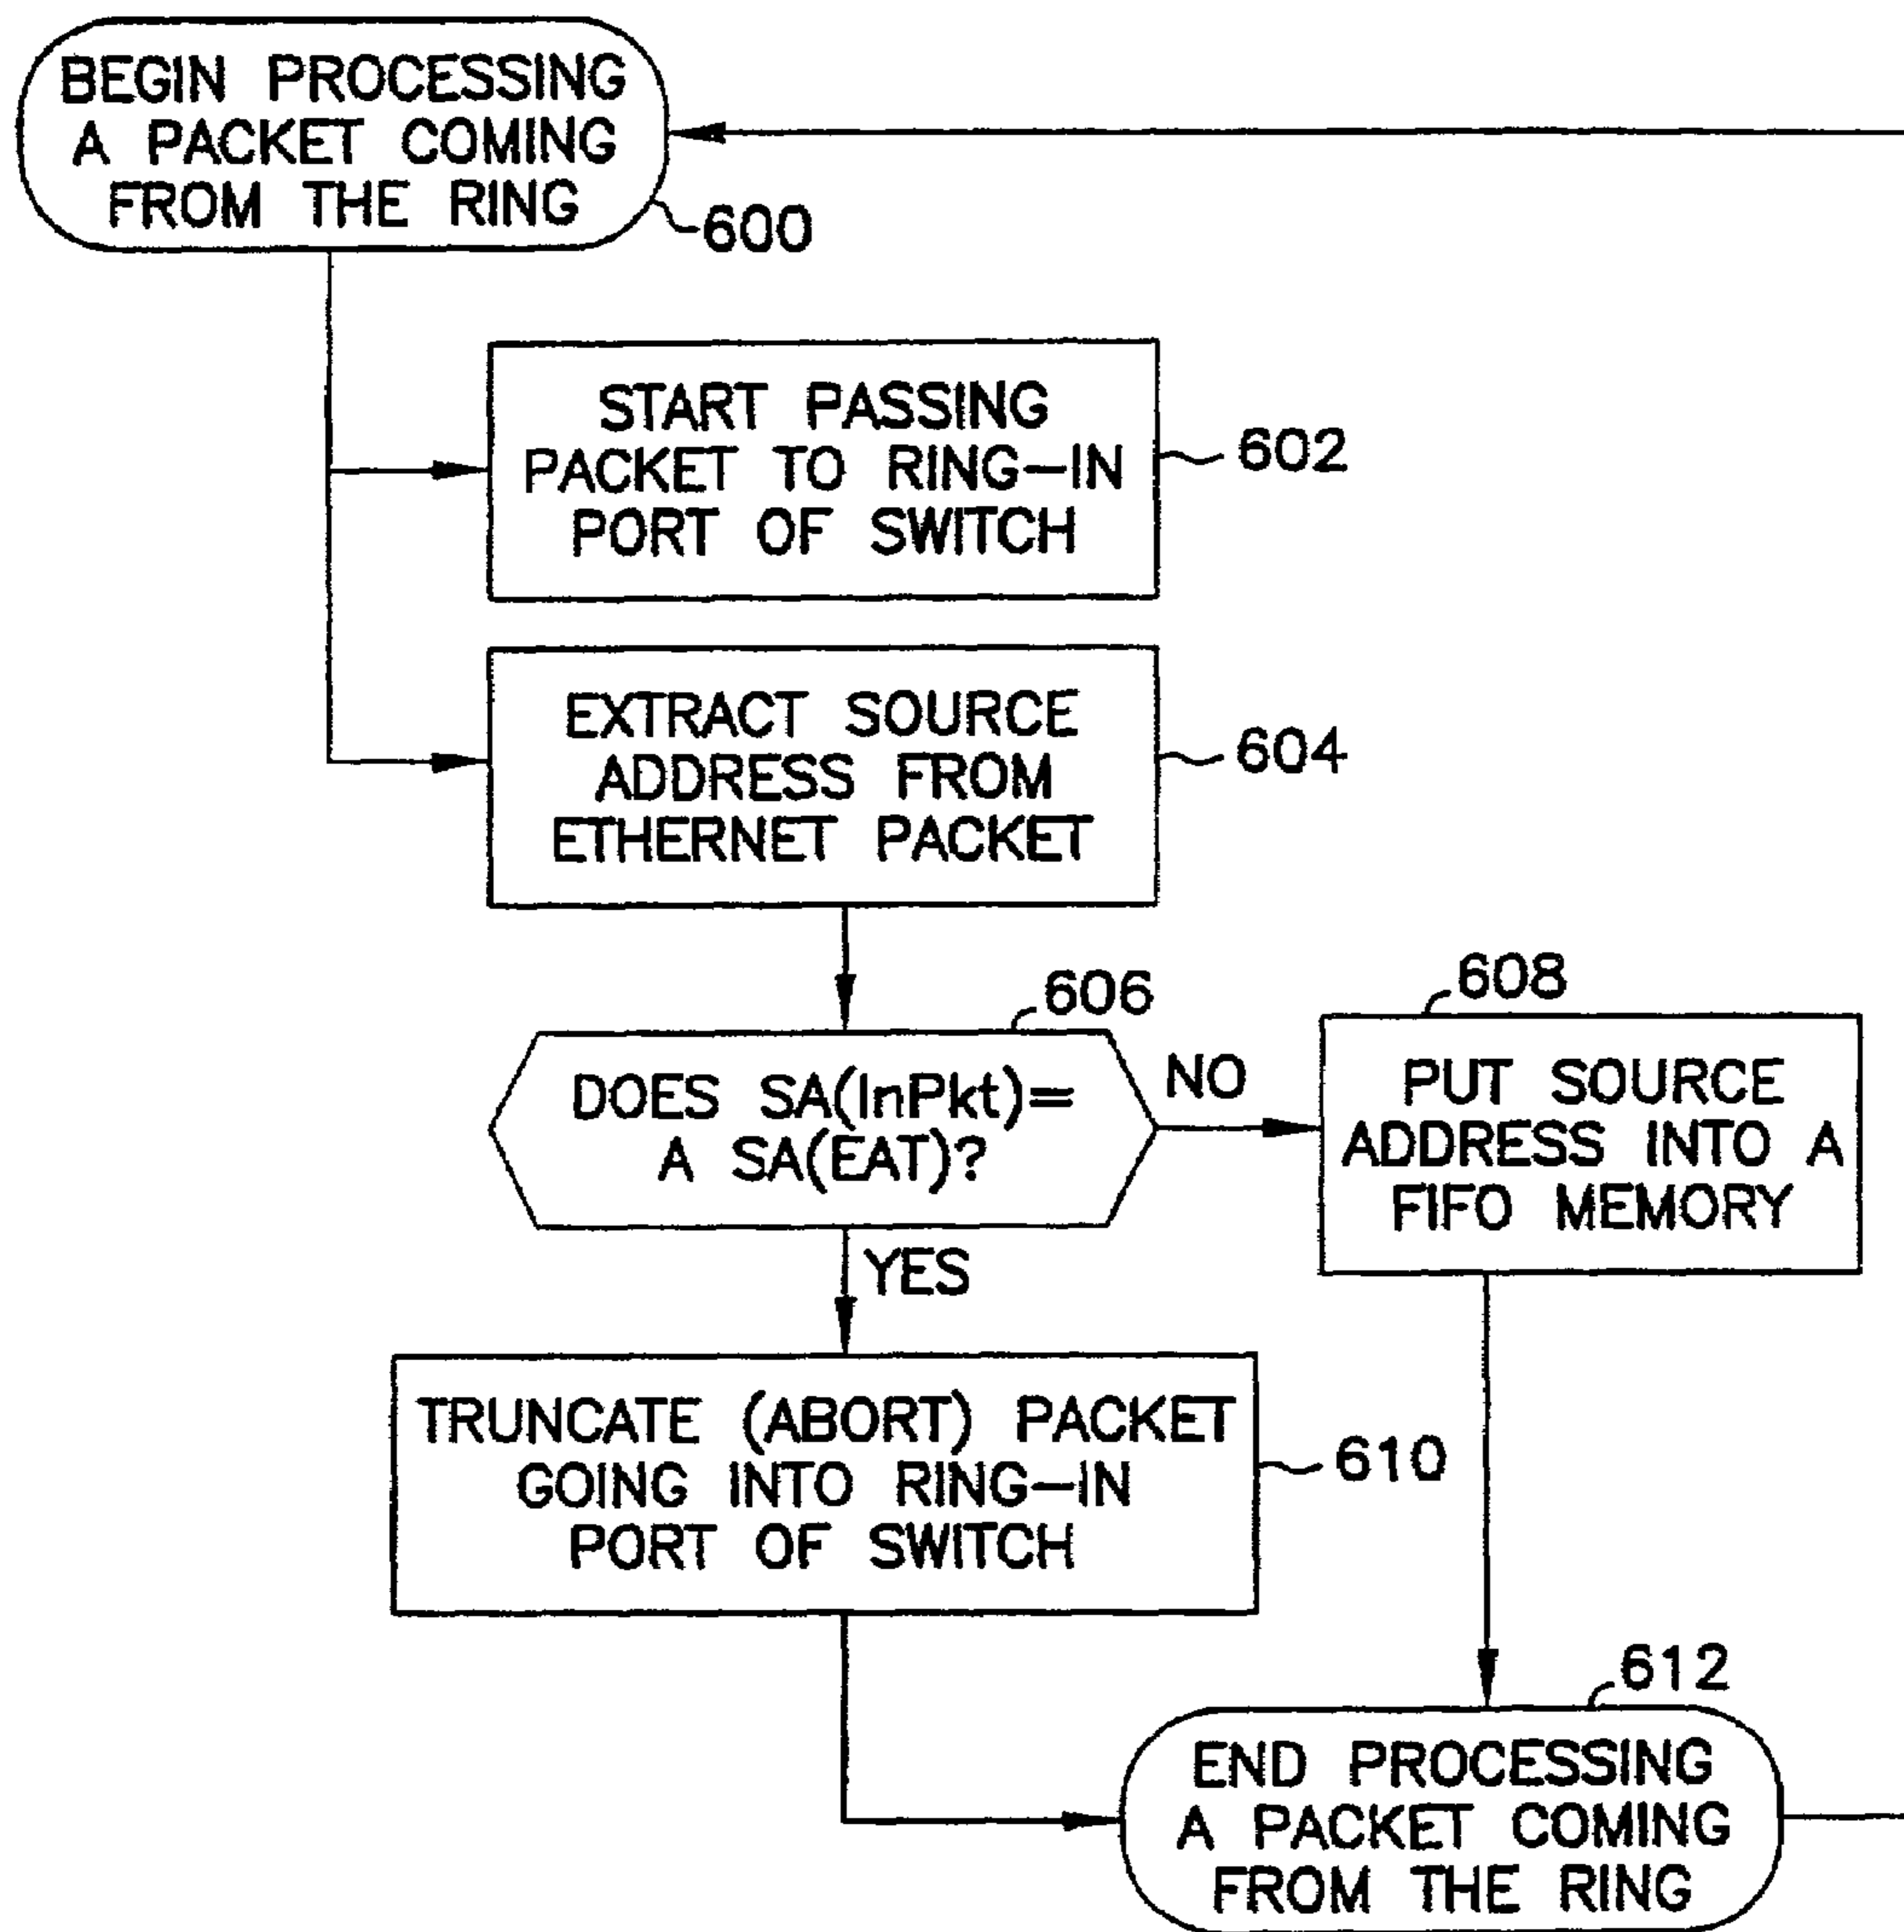 BEGIN PROCESSING
A PACKET COMING
FROM THE RING
600
START PASSING
PACKET TO RING-IN
PORT OF SWITCH
602
EXTRACT SOURCE
ADDRESS FROM
ETHERNET PACKET
604
606
DOES SA(InPkt)=
A SA(EAT)?
NO
608
PUT SOURCE
ADDRESS INTO A
FIFO MEMORY
YES
TRUNCATE (ABORT) PACKET
GOING INTO RING-IN
PORT OF SWITCH
610
612
END PROCESSING
A PACKET COMING
FROM THE RING